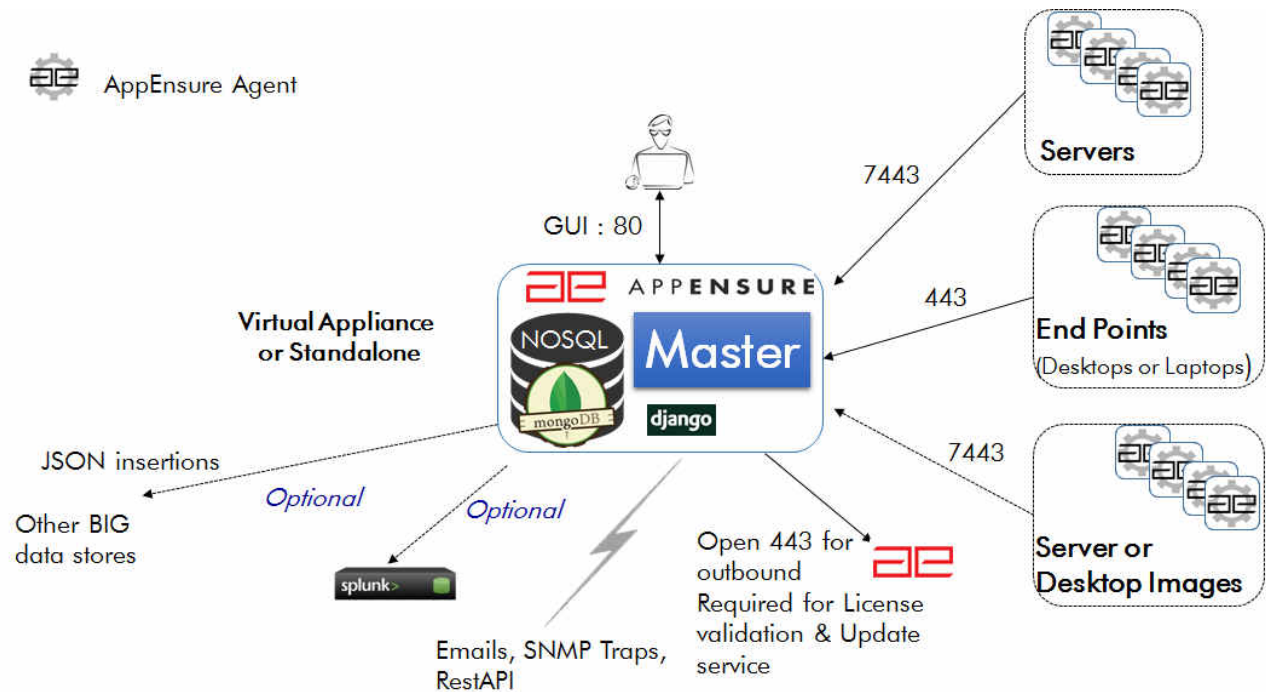 AppEnsure Agent
Servers
7443
GUI : 80
APPENSURE
443
Virtual Appliance
or Standalone
NOSQL
Master
End Points
(Desktops or Laptops)
mongoDB
django
7443
JSON insertions
Optional
Optional
Other BIG
data stores
splunk>
Open 443 for
outbound
Required for License
validation & Update
service
Server or
Desktop Images
Emails, SNMP Traps,
RestAPI